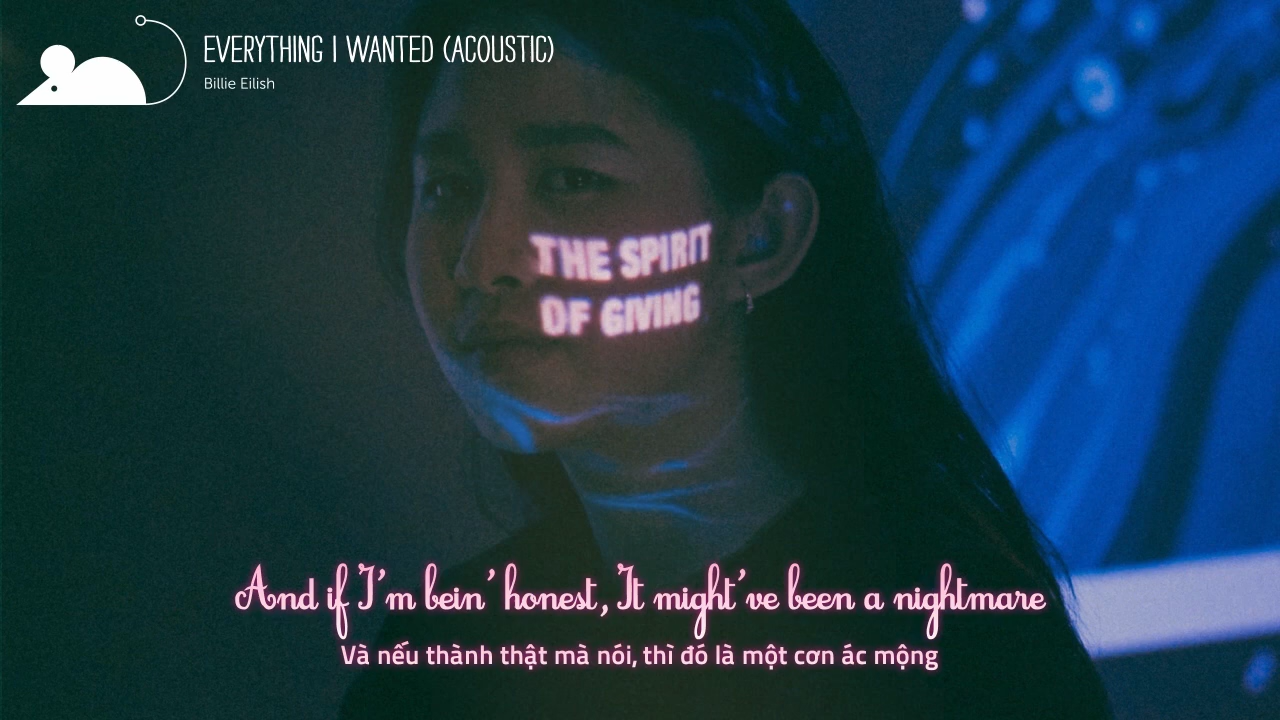 EVERYTHING I WANTED (ACOUSTIC)
Billie Eilish
THE SPIRIT
OF GIVING
And if I'm bein' honest, It might've been a nightmare
Và nếu thành thật mà nói, thì đó là một cơn ác mộng